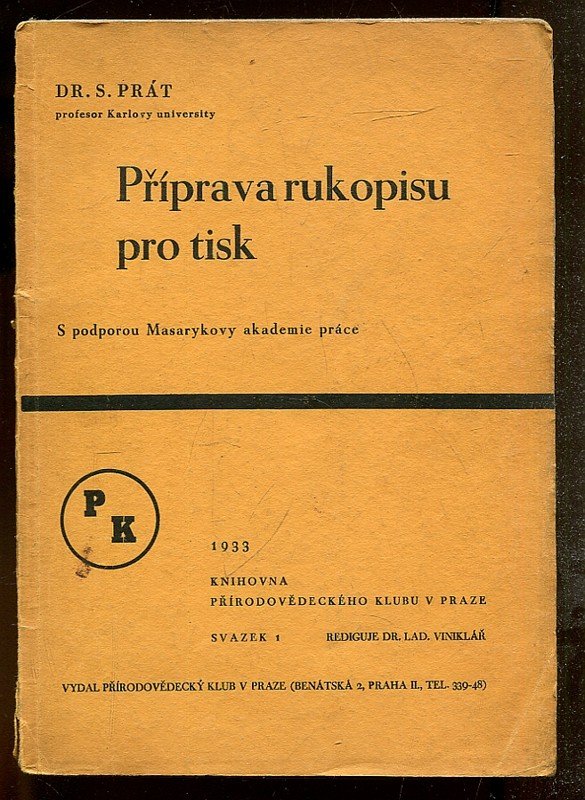 DR. S. PRÁT
profesor Karlovy university
Příprava rukopisu
pro tisk
S podporou Masarykovy akademie práce
P
K
1933
KNIHOVNA
PŘÍRODOVĚDECKÉHO KLUBU V PRAZE
SVAZEK 1 REDIGUJE DR. LAD. VINIKLÁŘ
VYDAL PŘÍRODOVĚDECKÝ KLUB V PRAZE (BENÁTSKÁ 2, PRAHA II., TEL. 339-48)